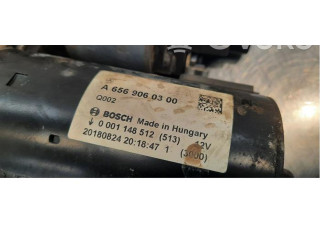 A 656 906 03 00
Q002
BOSCH Made in Hungary
0 001 148 512 (513) 12V
20180824 20:18:47 1 (3000)